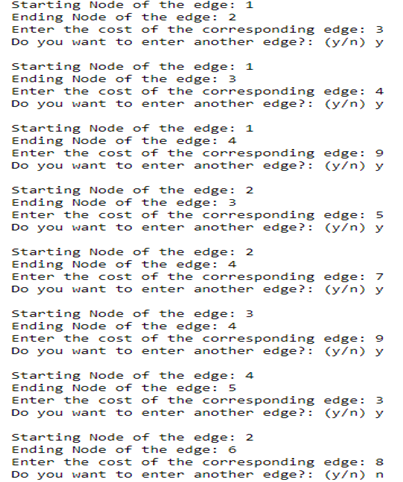 Starting Node of the edge: 1
Ending Node of the edge: 2
Enter the cost of the corresponding edge: 3
Do you want to enter another edge?: (y/n) y
Starting Node of the edge: 1
Ending Node of the edge: 3
Enter the cost of the corresponding edge: 4
Do you want to enter another edge?: (y/n) y
Starting Node of the edge: 1
Ending Node of the edge: 4
Enter the cost of the corresponding edge: 9
Do you want to enter another edge?: (y/n) y
Starting Node of the edge: 2
Ending Node of the edge: 3
Enter the cost of the corresponding edge: 5
Do you want to enter another edge?: (y/n) y
Starting Node of the edge: 2
Ending Node of the edge: 4
Enter the cost of the corresponding edge: 7
Do you want to enter another edge?: (y/n) y
Starting Node of the edge: 3
Ending Node of the edge: 4
Enter the cost of the corresponding edge: 9
Do you want to enter another edge?: (y/n) y
Starting Node of the edge: 4
Ending Node of the edge: 5
Enter the cost of the corresponding edge: 3
Do you want to enter another edge?: (y/n) y
Starting Node of the edge: 2
Ending Node of the edge: 6
Enter the cost of the corresponding edge: 8
Do you want to enter another edge?: (y/n) n